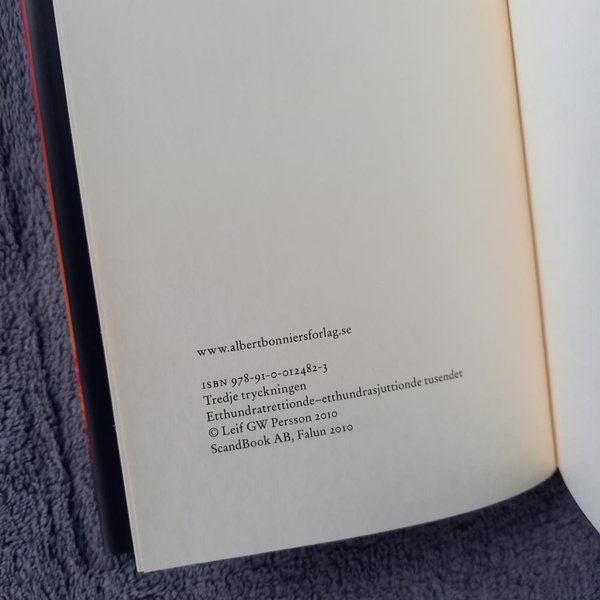 www.albertbonniersforlag.se
ISBN 978-91-0-012482-3
Tredje tryckningen
Etthundratrettionde–etthundrasjuttionde tusendet
© Leif GW Persson 2010
ScandBook AB, Falun 2010